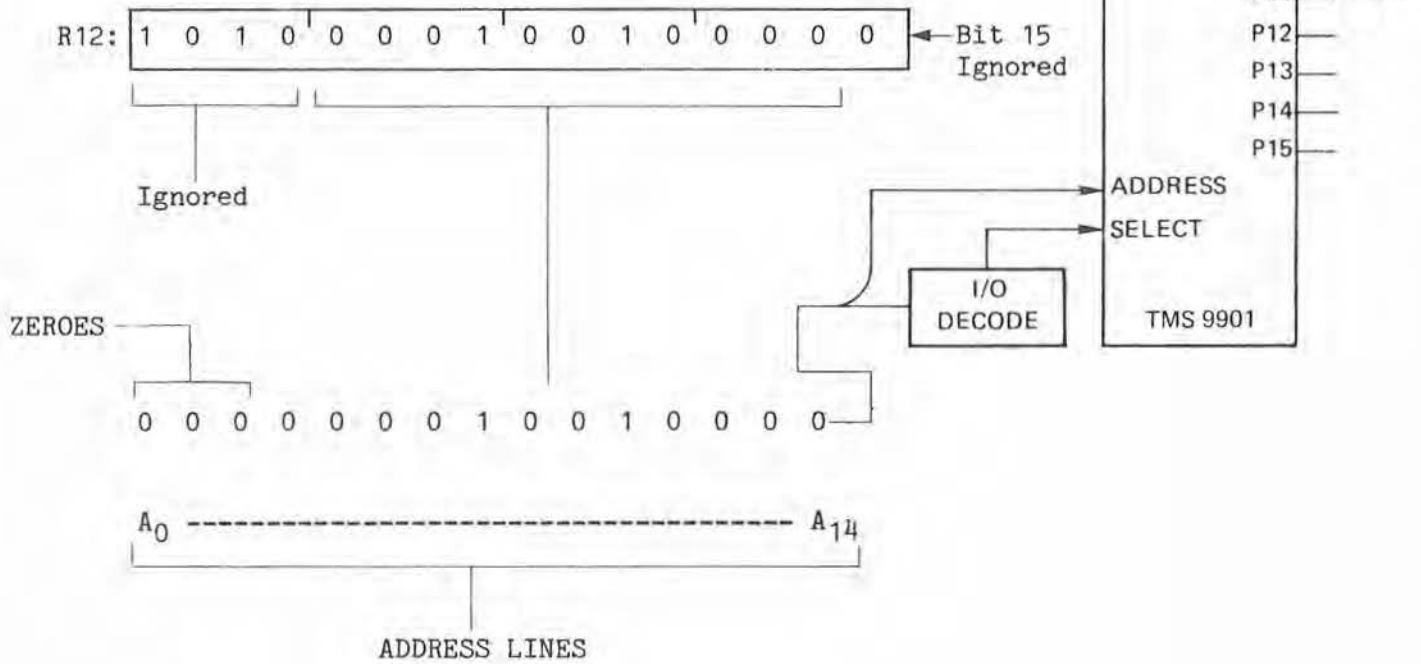 R12: 1 0 1 0 0 0 0 1 0 0 1 0 0 0 0 0
Bit 15
Ignored
Ignored
P12
P13
P14
P15
ADDRESS
SELECT
I/O
DECODE
TMS 9901
ZEROES
0 0 0 0 0 0 0 1 0 0 1 0 0 0 0
A0 ------------------------------ A14
ADDRESS LINES